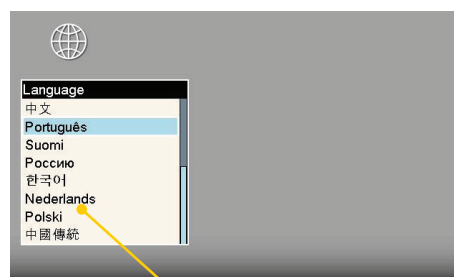 Language
中文
Português
Suomi
Россию
한국어
Nederlands
Polski
中國傳統